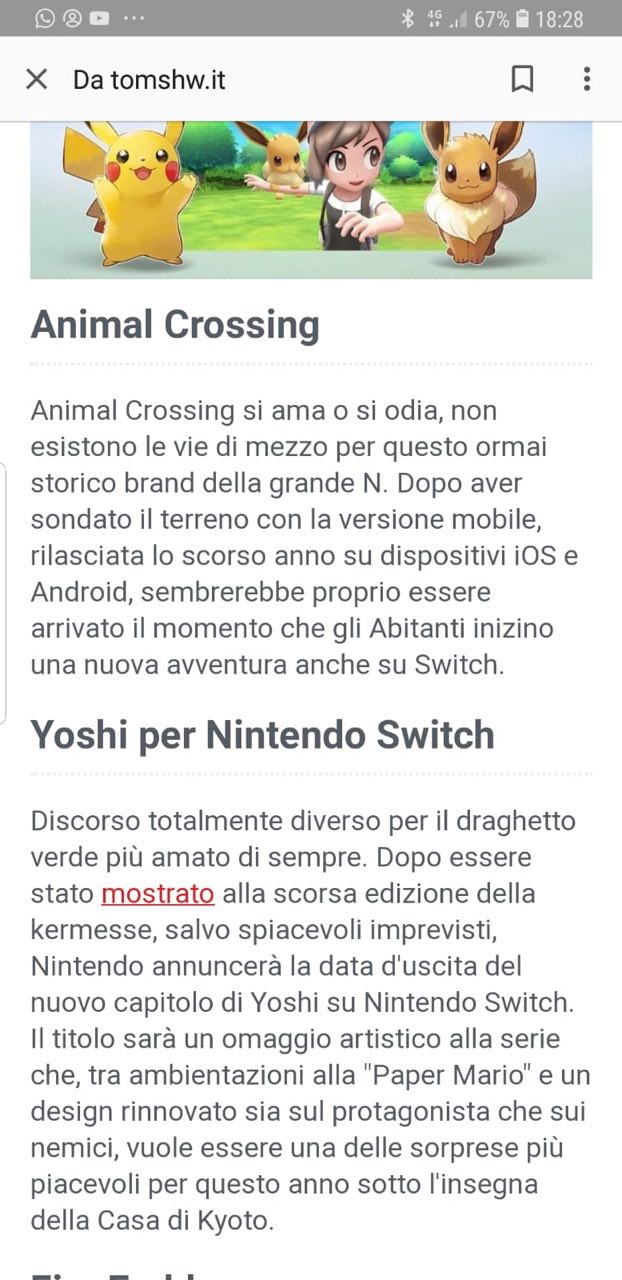 4G 67% 18:28
Da tomshw.it
Animal Crossing
Animal Crossing si ama o si odia, non
esistono le vie di mezzo per questo ormai
storico brand della grande N. Dopo aver
sondato il terreno con la versione mobile,
rilasciata lo scorso anno su dispositivi iOS e
Android, sembrerebbe proprio essere
arrivato il momento che gli Abitanti inizino
una nuova avventura anche su Switch.
Yoshi per Nintendo Switch
Discorso totalmente diverso per il draghetto
verde più amato di sempre. Dopo essere
stato mostrato alla scorsa edizione della
kermesse, salvo spiacevoli imprevisti,
Nintendo annuncerà la data d'uscita del
nuovo capitolo di Yoshi su Nintendo Switch.
Il titolo sarà un omaggio artistico alla serie
che, tra ambientazioni alla "Paper Mario" e un
design rinnovato sia sul protagonista che sui
nemici, vuole essere una delle sorprese più
piacevoli per questo anno sotto l'insegna
della Casa di Kyoto.